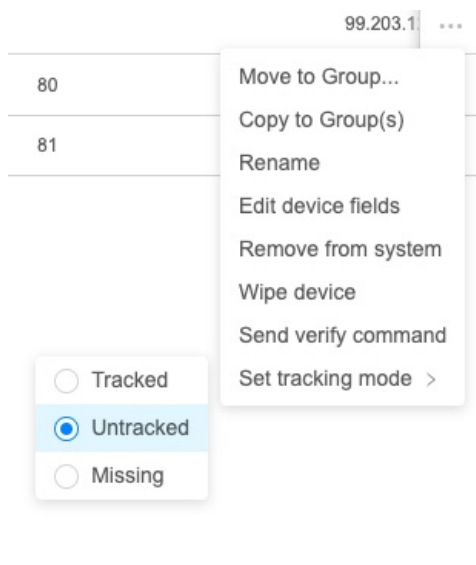 99.203.1
80
81
Move to Group...
Copy to Group(s)
Rename
Edit device fields
Remove from system
Wipe device
Send verify command
Set tracking mode >
Tracked
Untracked
Missing